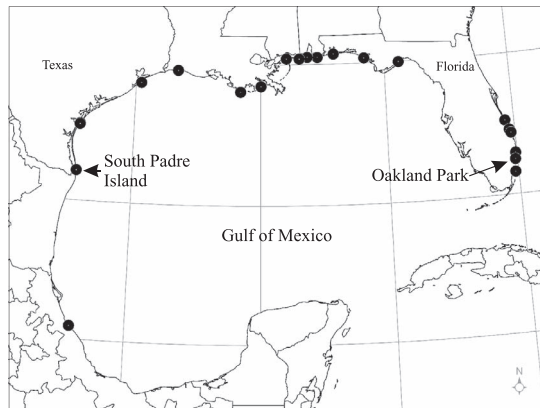 Texas
Florida
South Padre
Island
Oakland Park
Gulf of Mexico
N